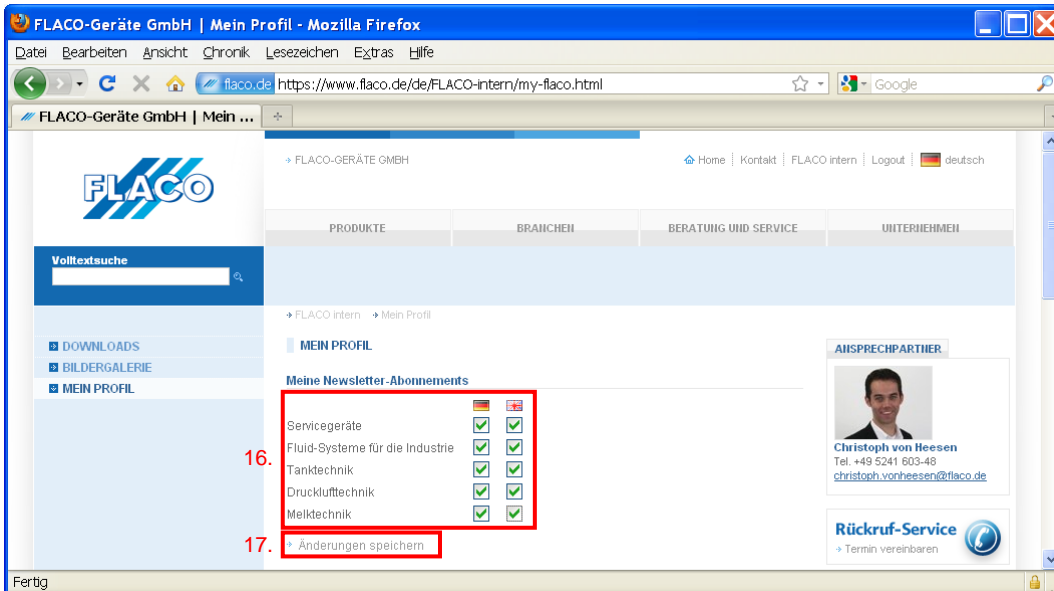 FLACO-Geräte GmbH | Mein Profil - Mozilla Firefox
Datei Bearbeiten Ansicht Chronik Lesezeichen Extras Hilfe
flaco.de https://www.flaco.de/de/FLACO-intern/my-flaco.html Google
FLACO-Geräte GmbH | Mein ...
FLACO
FLACO-GERÄTE GMBH
Home Kontakt FLACO intern Logout deutsch
PRODUKTE BRANCHEN BERATUNG UND SERVICE UNTERNEHMEN
Volltextsuche
FLACO intern Mein Profil
DOWNLOADS
BILDERGALERIE
MEIN PROFIL
MEIN PROFIL
Meine Newsletter-Abonnements
16.
Servicegeräte
Fluid-Systeme für die Industrie
Tanktechnik
Drucklufttechnik
Melktechnik
17. Änderungen speichern
ANSPRECHPARTNER
Christoph von Heesen
Tel. +49 5241 603-48
christoph.vonheesen@flaco.de
Rückruf-Service
Termin vereinbaren
Fertig